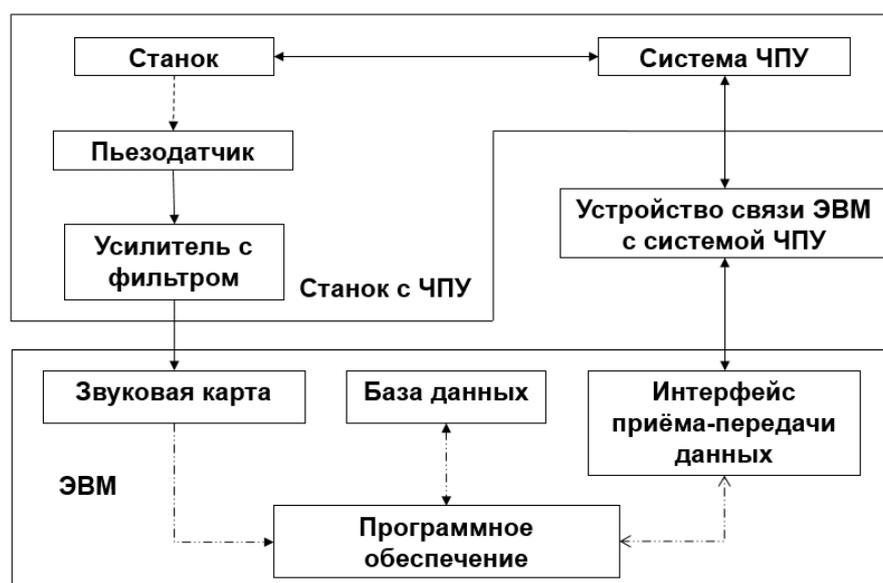 Станок
Система ЧПУ
Пьезодатчик
Устройство связи ЭВМ
с системой ЧПУ
Усилитель с
фильтром
Станок с ЧПУ
Звуковая карта
База данных
Интерфейс
приёма-передачи
данных
ЭВМ
Программное
обеспечение